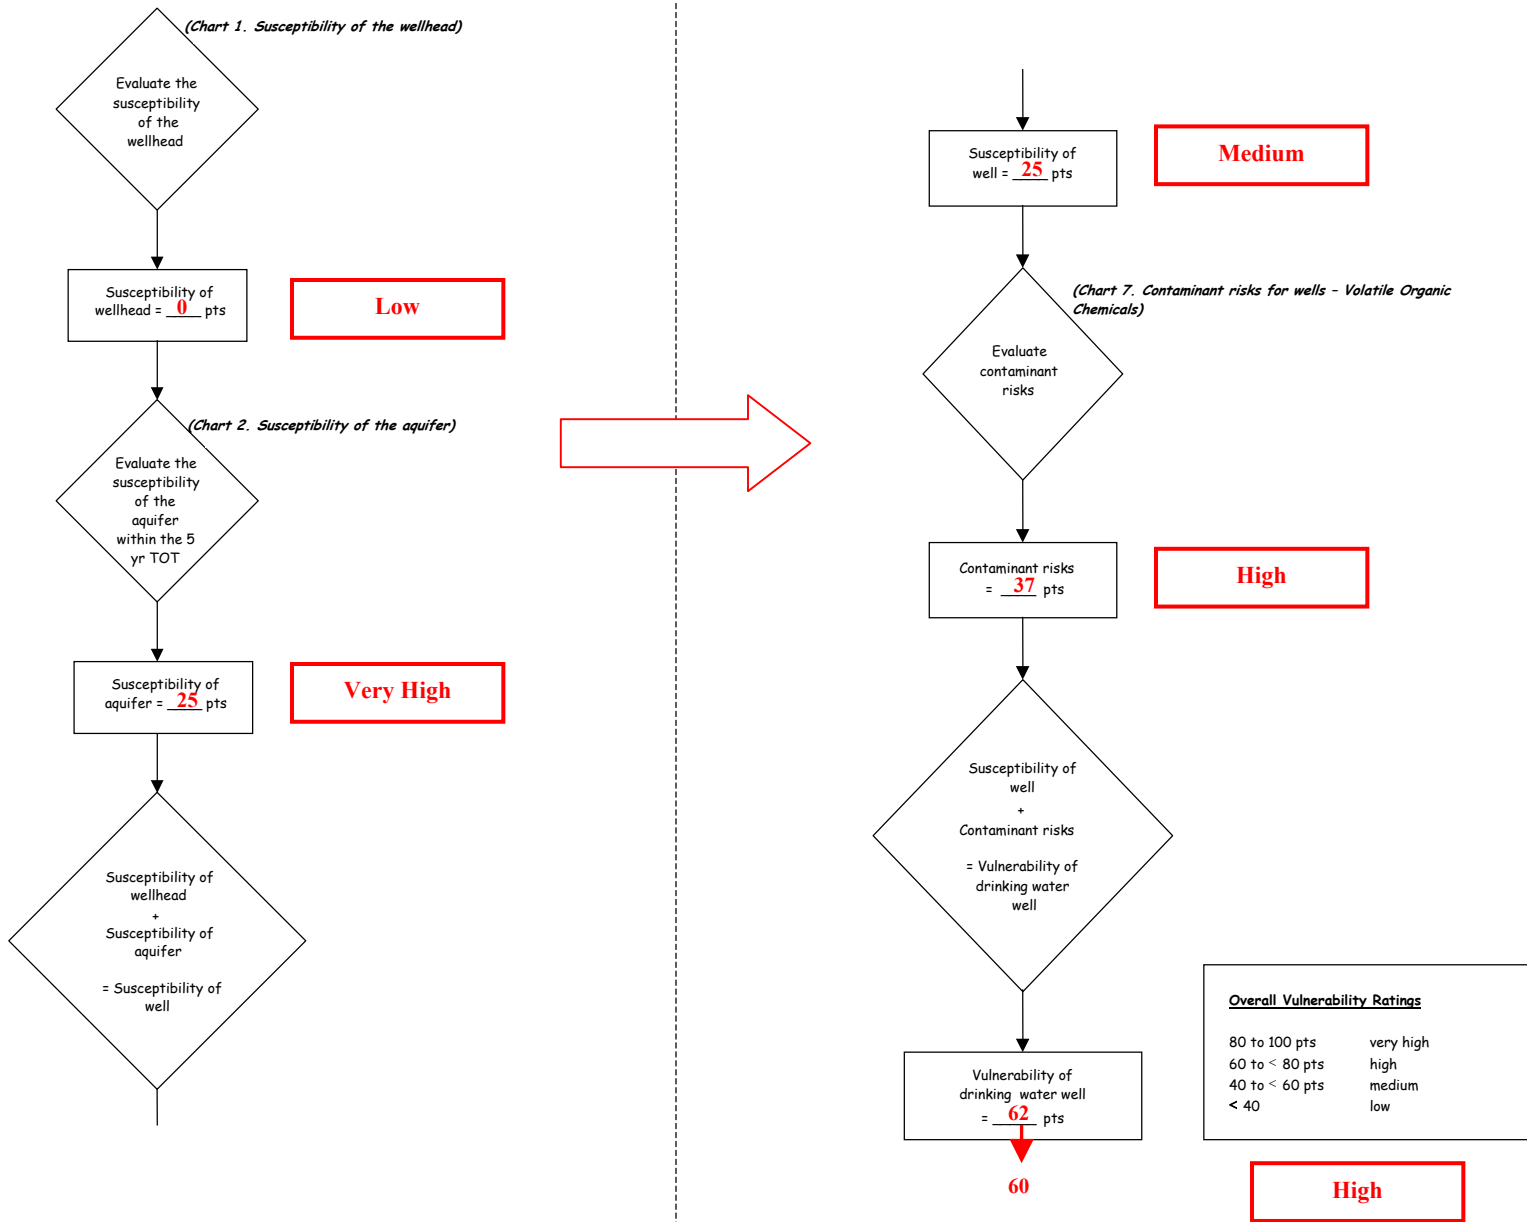 (Chart 1. Susceptibility of the wellhead)
Evaluate the
susceptibility
of the
wellhead
Susceptibility of
wellhead = 0 pts
Low
(Chart 2. Susceptibility of the aquifer)
Evaluate the
susceptibility
of the
aquifer
within the 5
yr TOT
Susceptibility of
aquifer = 25 pts
Very High
Susceptibility of
wellhead
+
Susceptibility of
aquifer
= Susceptibility of
well
Susceptibility of
well = 25 pts
Medium
(Chart 7. Contaminant risks for wells – Volatile Organic
Chemicals)
Evaluate
contaminant
risks
Contaminant risks
= 37 pts
High
Susceptibility of
well
+
Contaminant risks
= Vulnerability of
drinking water
well
Vulnerability of
drinking water well
= 62 pts
60
Overall Vulnerability Ratings
80 to 100 pts very high
60 to < 80 pts high
40 to < 60 pts medium
< 40 low
High